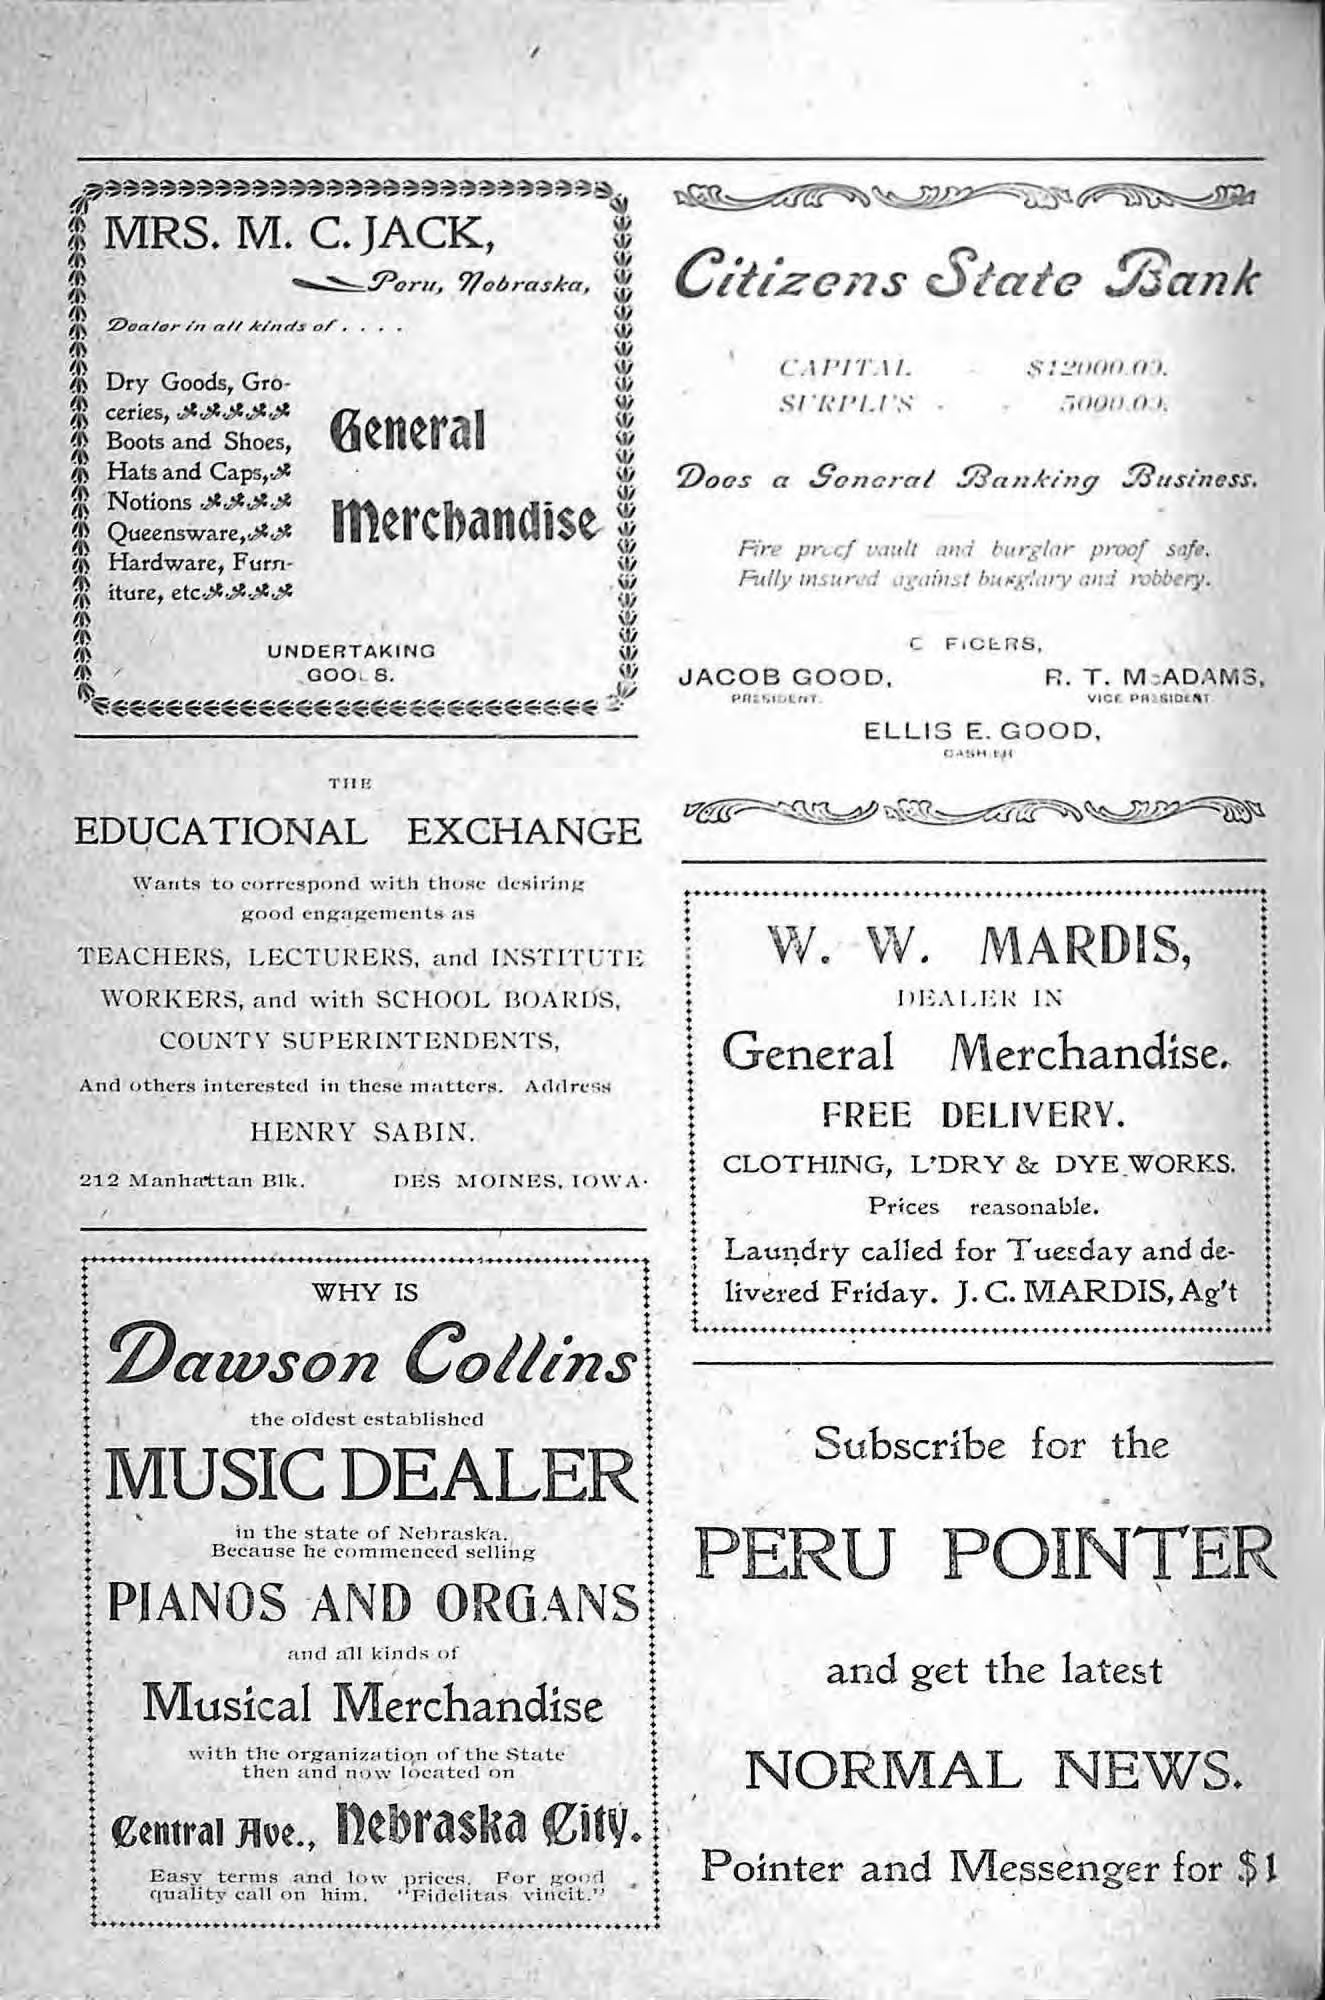 MRS. M. C. JACK,
Peru, Nebraska,
Dealer in all kinds of . . . .
Dry Goods, Gro-
ceries,
Boots and Shoes,
Hats and Caps,
Notions
Queensware,
Hardware, Furn-
iture, etc.
General
Merchandise
UNDERTAKING
GOODS.
THE
EDUCATIONAL EXCHANGE
Wants to correspond with those desiring
good engagements as
TEACHERS, LECTURERS, and INSTITUTE
WORKERS, and with SCHOOL BOARDS,
COUNTY SUPERINTENDENTS,
And others interested in these matters. Address
HENRY SABIN.
212 Manhattan Blk. DES MOINES, IOWA.
WHY IS
Dawson Collins
the oldest established
MUSIC DEALER
in the state of Nebraska.
Because he commenced selling
PIANOS AND ORGANS
and all kinds of
Musical Merchandise
with the organization of the State
then and now located on
Central Ave., Nebraska City.
Easy terms and low prices. For good
quality call on him. "Fidelitas vincit."
Citizens State Bank
CAPITAL - $12000.00.
SURPLUS - - 5000.00.
Does a General Banking Business.
Fire proof vault and burglar proof safe.
Fully insured against burglary and robbery.
OFFICERS,
JACOB GOOD, R. T. McADAMS,
PRESIDENT. VICE PRESIDENT
ELLIS E. GOOD,
CASHIER
W. W. MARDIS,
DEALER IN
General Merchandise.
FREE DELIVERY.
CLOTHING, L'DRY & DYE WORKS.
Prices reasonable.
Laundry called for Tuesday and de-
livered Friday. J. C. MARDIS, Ag't
Subscribe for the
PERU POINTER
and get the latest
NORMAL NEWS.
Pointer and Messenger for $1